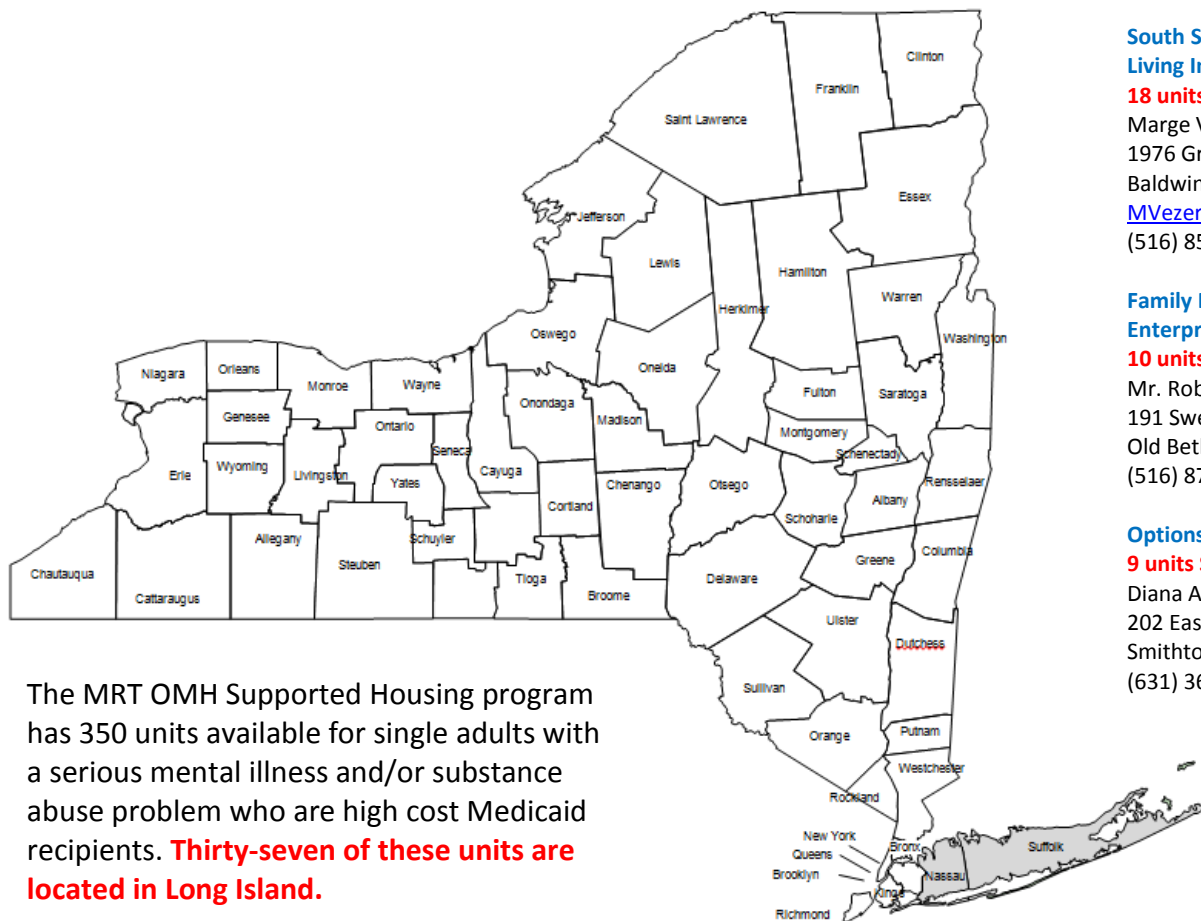 Clinton
Franklin
Saint Lawrence
Essex
Jefferson
Lewis
Hamilton
Herkimer
Warren
Washington
Oswego
Oneida
Niagara
Orleans
Monroe
Wayne
Fulton
Saratoga
Onondaga
Madison
Genesee
Ontario
Montgomery
Seneca
Schenectady
Cayuga
Erie
Wyoming
Livingston
Yates
Chenango
Otsego
Rensselaer
Cortland
Albany
Schoharie
Allegany
Schuyler
Columbia
Steuben
Greene
Chautauqua
Tioga
Delaware
Cattaraugus
Broome
Ulster
Dutchess
Sullivan
Orange
Putnam
Westchester
Rockland
New York
Bronx
Queens
Suffolk
Brooklyn
Nassau
Kings
Richmond
The MRT OMH Supported Housing program
has 350 units available for single adults with
a serious mental illness and/or substance
abuse problem who are high cost Medicaid
recipients. Thirty-seven of these units are
located in Long Island.
South S
Living In
18 units
Marge V
1976 Gr
Baldwin
MVezer
(516) 85
Family
Enterpr
10 units
Mr. Rob
191 Swe
Old Beth
(516) 87
Options
9 units
Diana A
202 Eas
Smithto
(631) 36